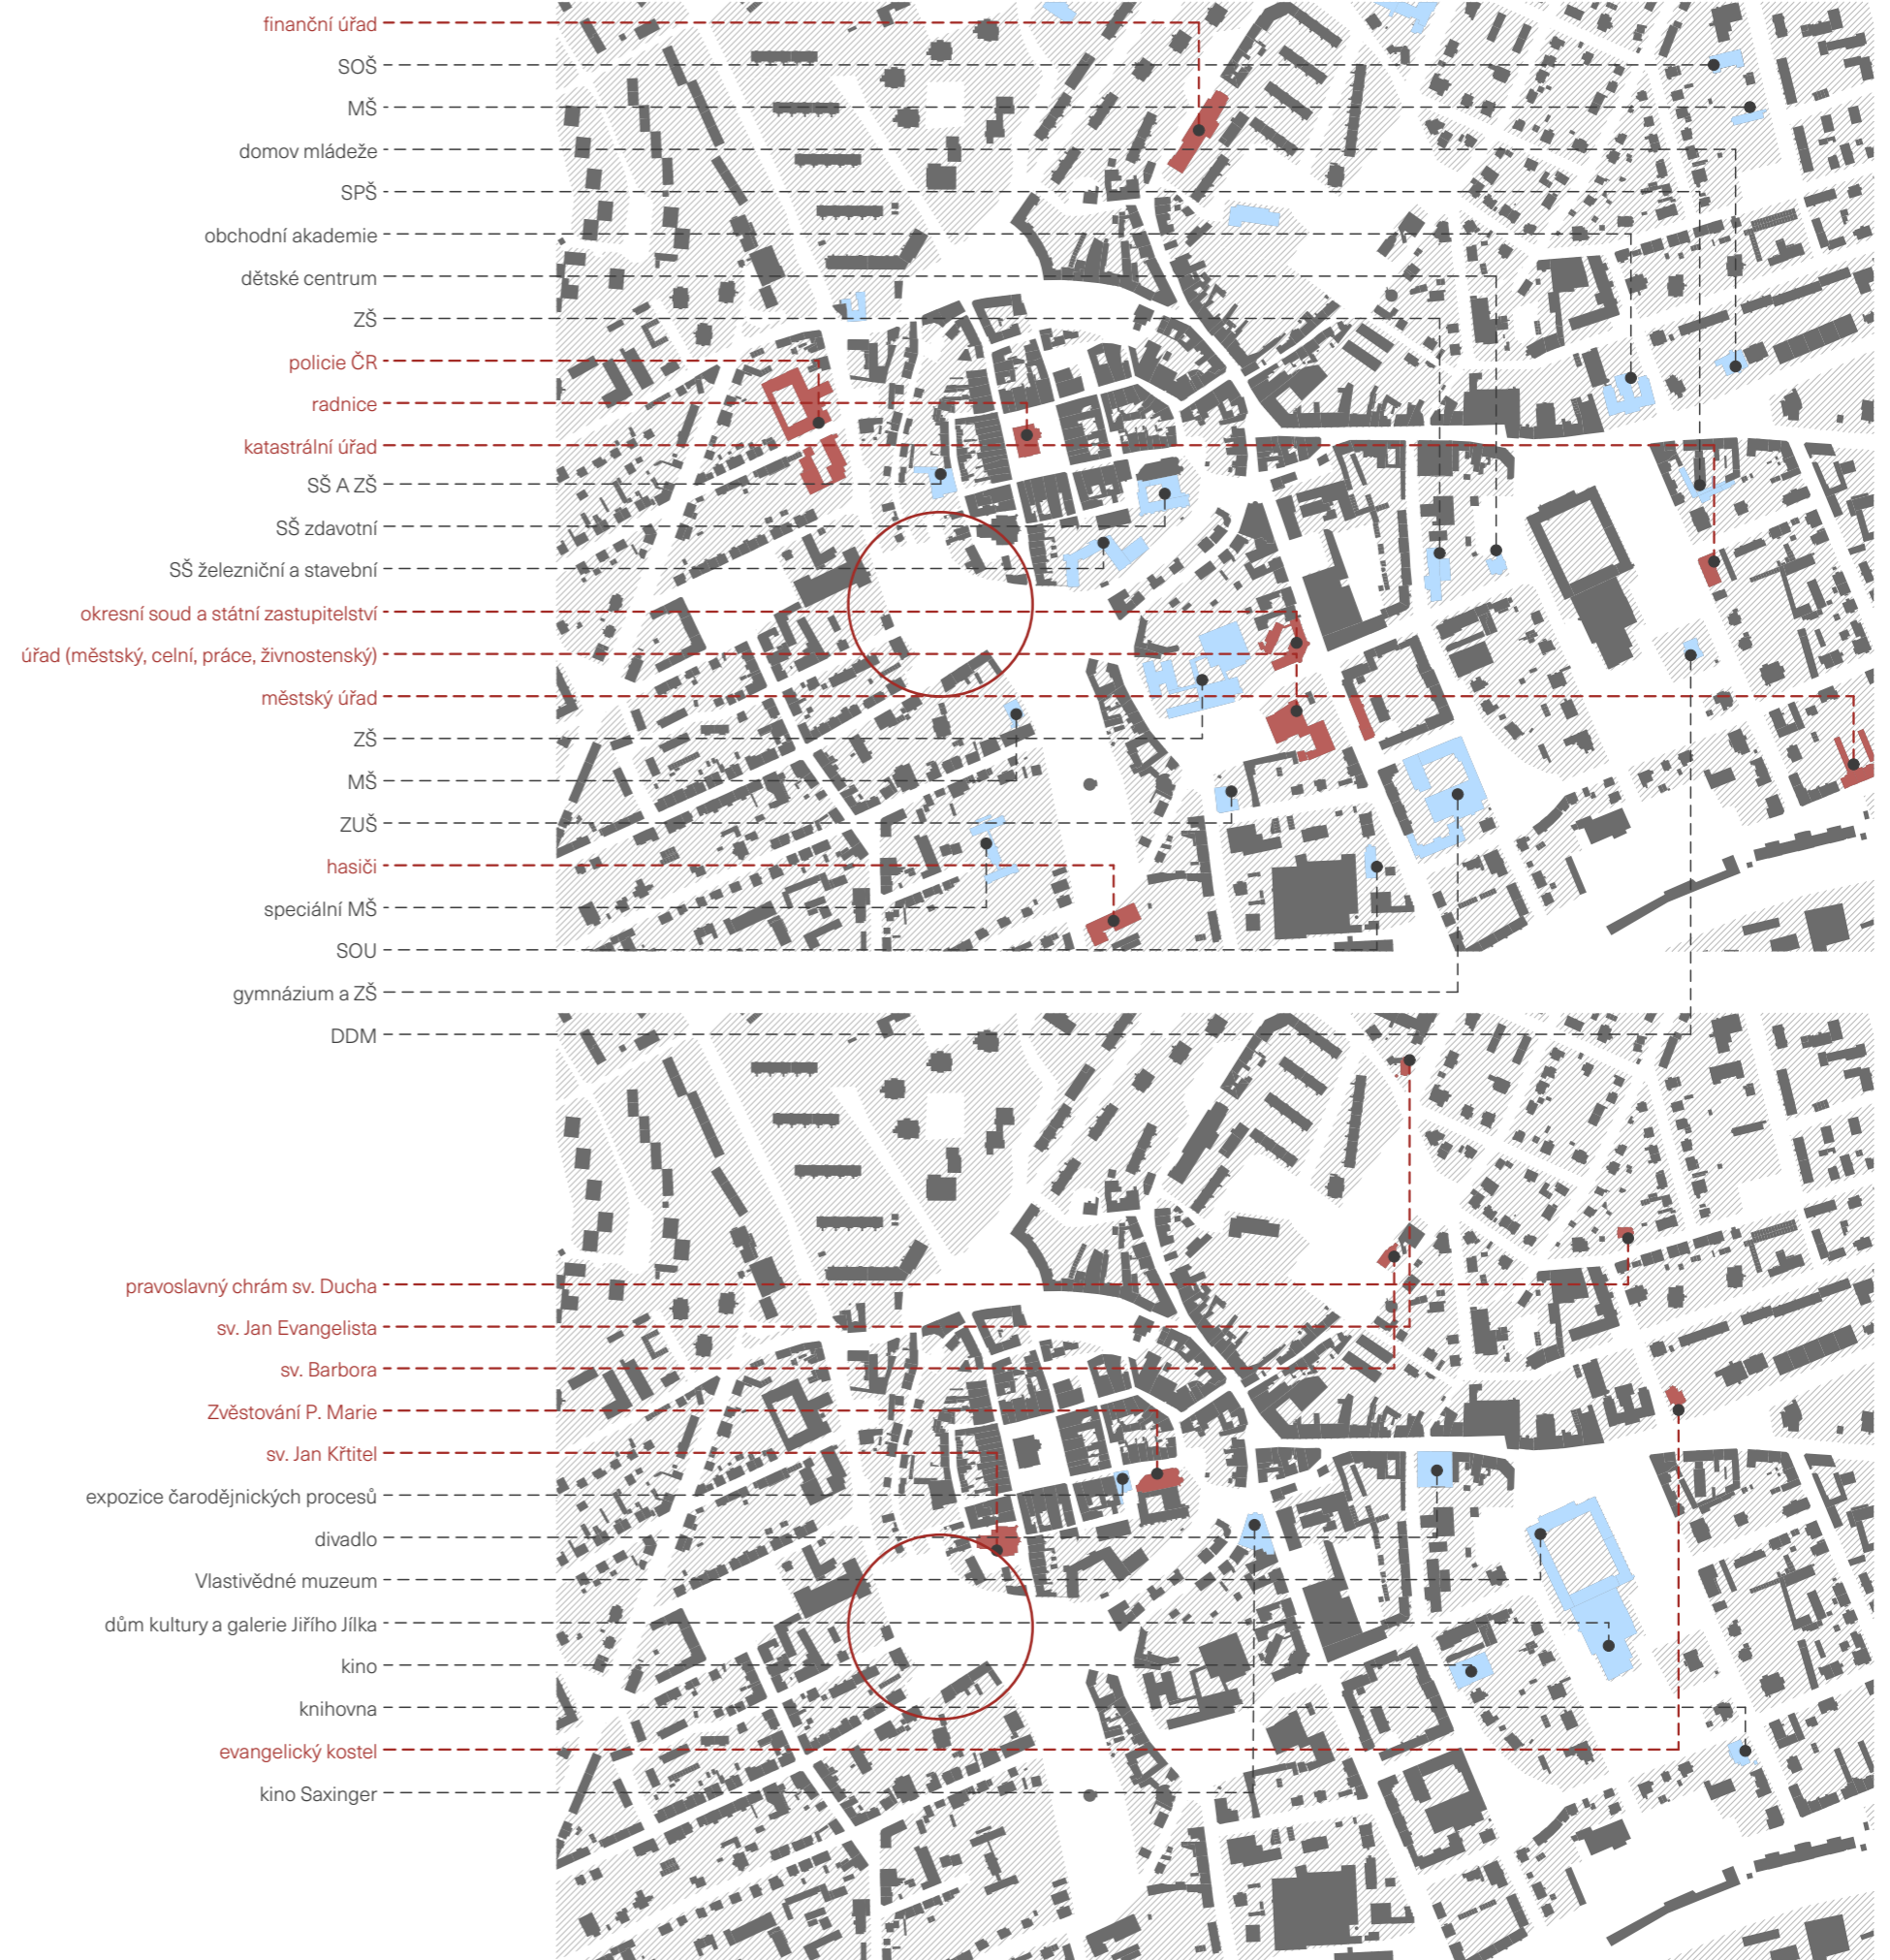 finanční úřad
SOŠ
MŠ
domov mládeže
SPŠ
obchodní akademie
dětské centrum
ZŠ
policie ČR
radnice
katastrální úřad
SŠ A ZŠ
SŠ zdavotní
SŠ železniční a stavební
okresní soud a státní zastupitelství
úřad (městský, celní, práce, živnostenský)
městský úřad
ZŠ
MŠ
ZUŠ
hasiči
speciální MŠ
SOU
gymnázium a ZŠ
DDM
pravoslavný chrám sv. Ducha
sv. Jan Evangelista
sv. Barbora
Zvěstování P. Marie
sv. Jan Křtitel
expozice čarodějnických procesů
divadlo
Vlastivědné muzeum
dům kultury a galerie Jiřího Jílka
kino
knihovna
evangelický kostel
kino Saxinger